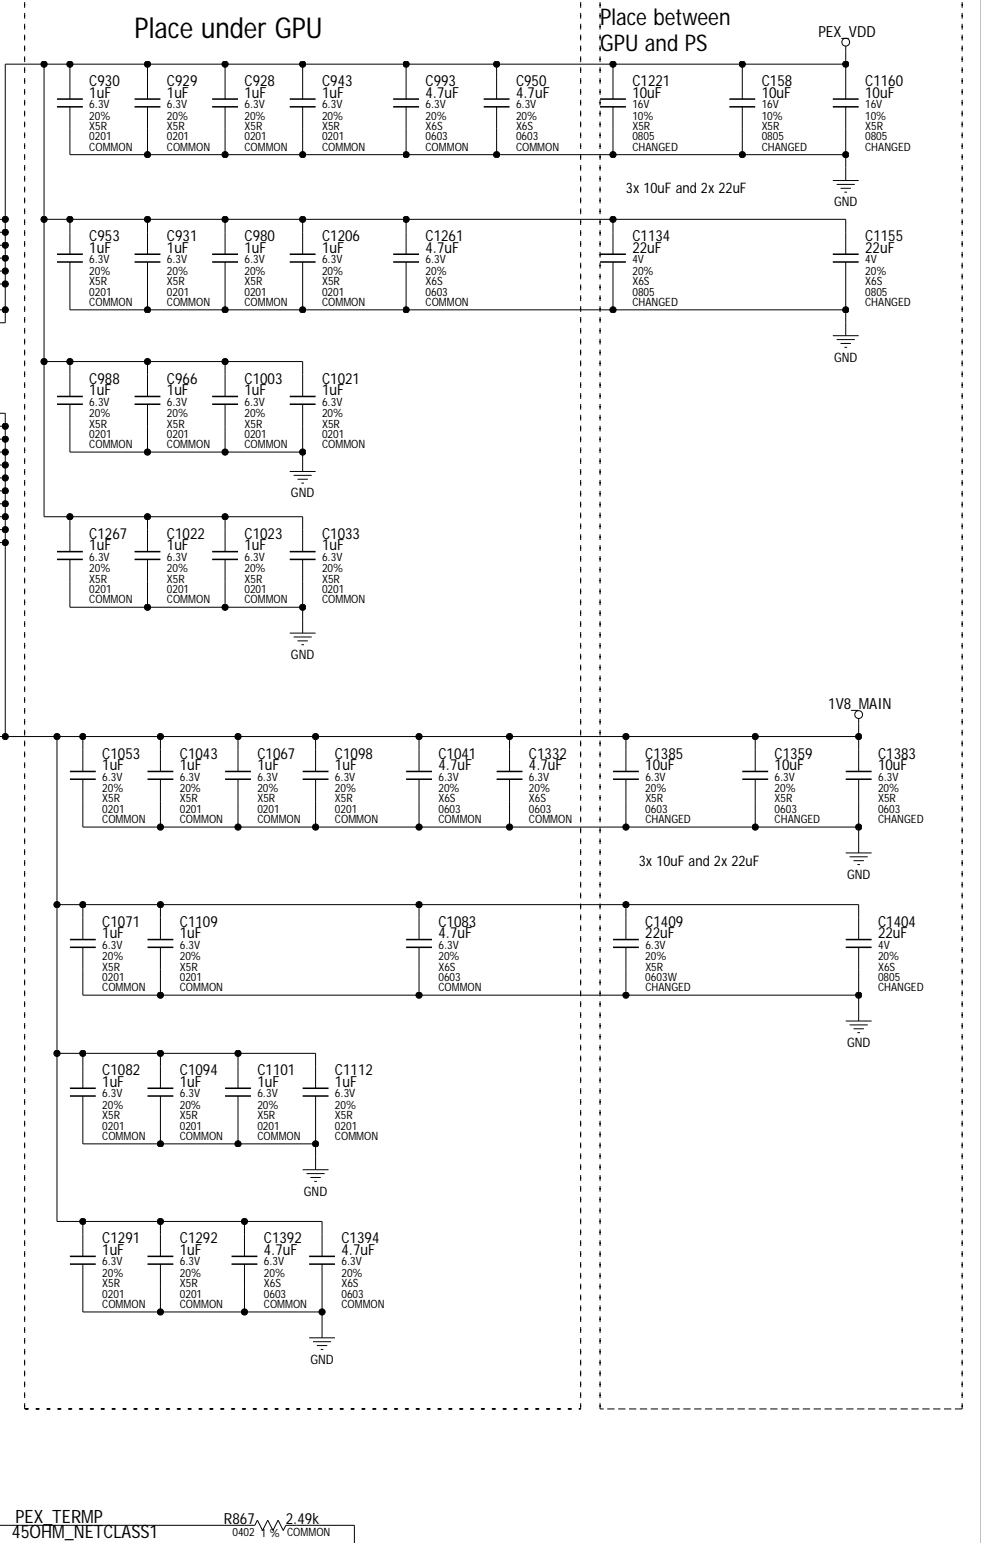 Place under GPU
Place between
GPU and PS
PEX_VDD
C930
1uF
6.3V
20%
X5R
0201
COMMON
C929
1uF
6.3V
20%
X5R
0201
COMMON
C928
1uF
6.3V
20%
X5R
0201
COMMON
C943
1uF
6.3V
20%
X5R
0201
COMMON
C993
4.7uF
6.3V
20%
X6S
0603
COMMON
C950
4.7uF
6.3V
20%
X6S
0603
COMMON
C1221
10uF
16V
10%
X5R
0805
CHANGED
C158
10uF
16V
10%
X5R
0805
CHANGED
C1160
10uF
16V
10%
X5R
0805
CHANGED
3x 10uF and 2x 22uF
GND
C953
1uF
6.3V
20%
X5R
0201
COMMON
C931
1uF
6.3V
20%
X5R
0201
COMMON
C980
1uF
6.3V
20%
X5R
0201
COMMON
C1206
1uF
6.3V
20%
X5R
0201
COMMON
C1261
4.7uF
6.3V
20%
X6S
0603
COMMON
C1134
22uF
4V
20%
X6S
0805
CHANGED
C1155
22uF
4V
20%
X6S
0805
CHANGED
GND
C988
1uF
6.3V
20%
X5R
0201
COMMON
C966
1uF
6.3V
20%
X5R
0201
COMMON
C1003
1uF
6.3V
20%
X5R
0201
COMMON
C1021
1uF
6.3V
20%
X5R
0201
COMMON
GND
C1267
1uF
6.3V
20%
X5R
0201
COMMON
C1022
1uF
6.3V
20%
X5R
0201
COMMON
C1023
1uF
6.3V
20%
X5R
0201
COMMON
C1033
1uF
6.3V
20%
X5R
0201
COMMON
GND
1V8_MAIN
C1053
1uF
6.3V
20%
X5R
0201
COMMON
C1043
1uF
6.3V
20%
X5R
0201
COMMON
C1067
1uF
6.3V
20%
X5R
0201
COMMON
C1098
1uF
6.3V
20%
X5R
0201
COMMON
C1041
4.7uF
6.3V
20%
X6S
0603
COMMON
C1332
4.7uF
6.3V
20%
X6S
0603
COMMON
C1385
10uF
6.3V
20%
X5R
0603
CHANGED
C1359
10uF
6.3V
20%
X5R
0603
CHANGED
C1383
10uF
6.3V
20%
X5R
0603
CHANGED
3x 10uF and 2x 22uF
GND
C1071
1uF
6.3V
20%
X5R
0201
COMMON
C1109
1uF
6.3V
20%
X5R
0201
COMMON
C1083
4.7uF
6.3V
20%
X6S
0603
COMMON
C1409
22uF
6.3V
20%
X5R
0603W
CHANGED
C1404
22uF
4V
20%
X6S
0805
CHANGED
GND
C1082
1uF
6.3V
20%
X5R
0201
COMMON
C1094
1uF
6.3V
20%
X5R
0201
COMMON
C1101
1uF
6.3V
20%
X5R
0201
COMMON
C1112
1uF
6.3V
20%
X5R
0201
COMMON
GND
C1291
1uF
6.3V
20%
X5R
0201
COMMON
C1292
1uF
6.3V
20%
X5R
0201
COMMON
C1392
4.7uF
6.3V
20%
X6S
0603
COMMON
C1394
4.7uF
6.3V
20%
X6S
0603
COMMON
GND
PEX_TERMP
45OHM_NETCLASS1
R867 2.49k
0402 1 % COMMON